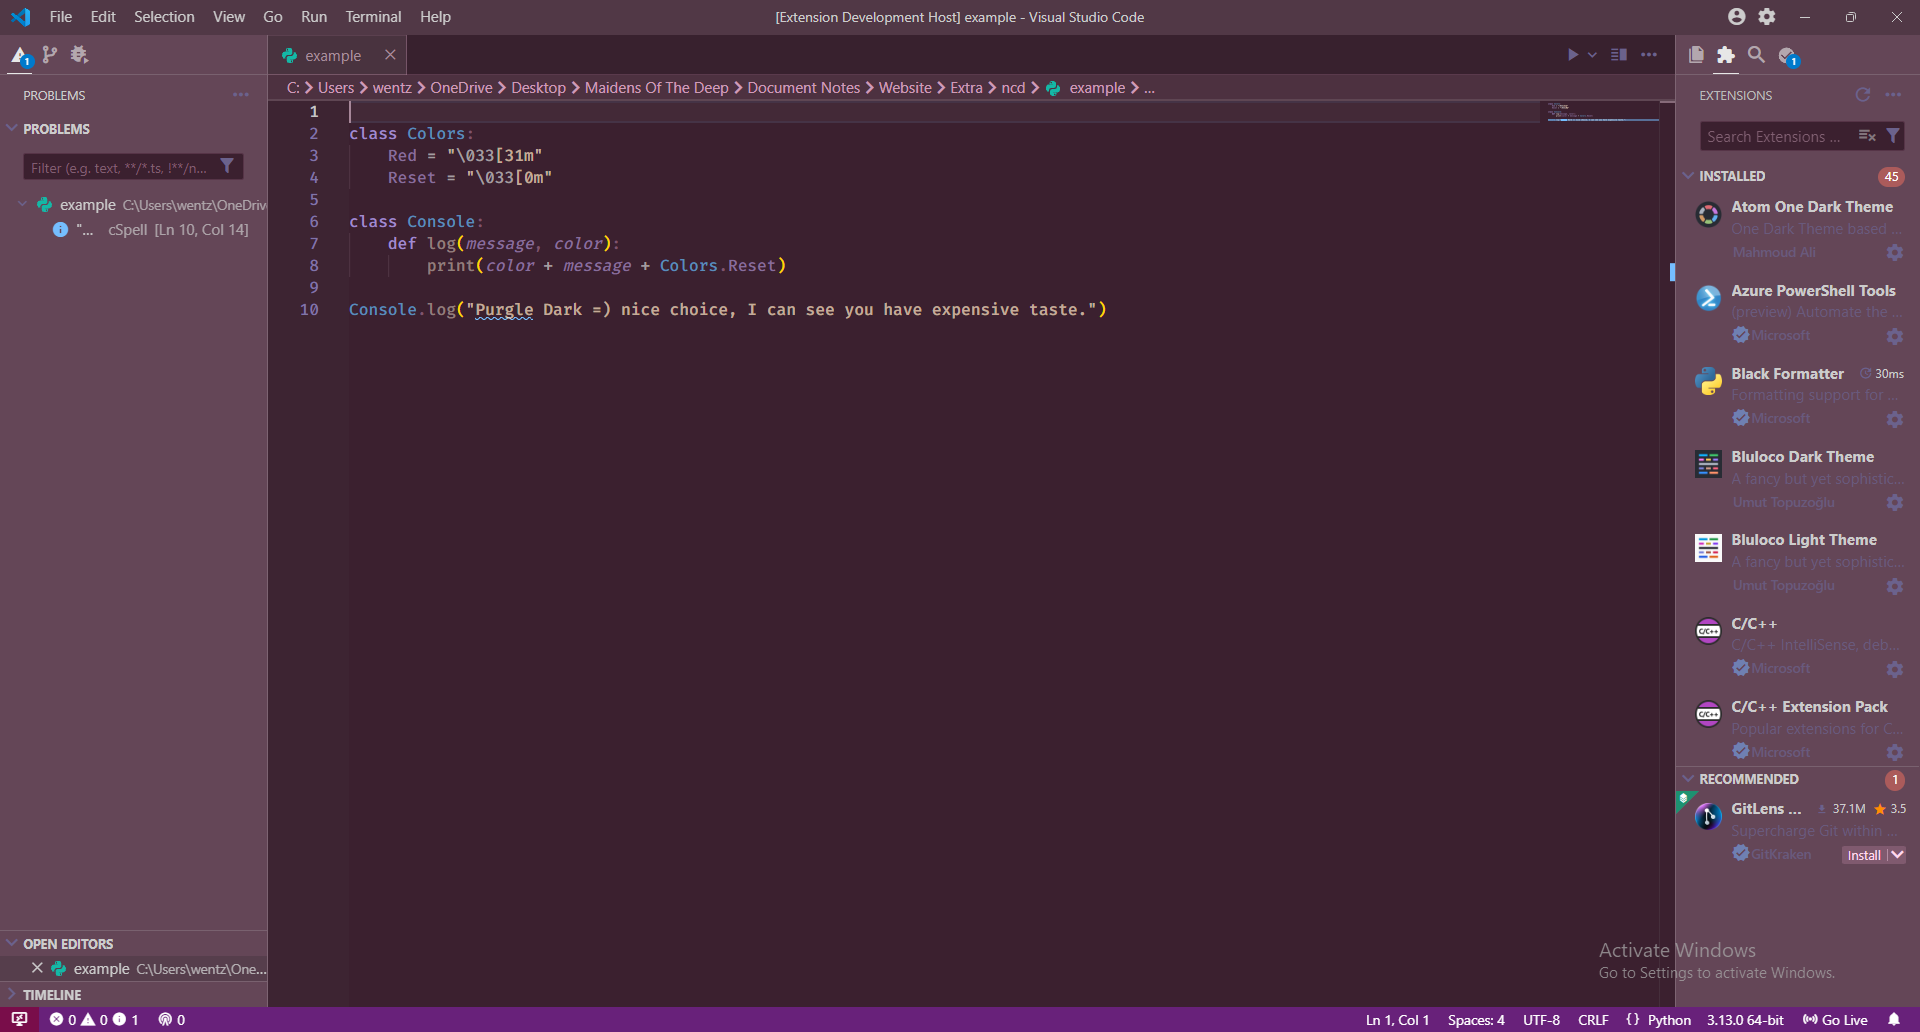 File Edit Selection View Go Run Terminal Help
[Extension Development Host] example - Visual Studio Code
1
PROBLEMS
PROBLEMS
Filter (e.g. text, **/*.ts, !**/n...
example C:\Users\wentz\OneDriv
"... cSpell [Ln 10, Col 14]
OPEN EDITORS
example C:\Users\wentz\One...
TIMELINE
example
C: > Users > wentz > OneDrive > Desktop > Maidens Of The Deep > Document Notes > Website > Extra > ncd > example > ...
1
2 class Colors:
3 Red = "\033[31m"
4 Reset = "\033[0m"
5
6 class Console:
7 def log(message, color):
8 print(color + message + Colors.Reset)
9
10 Console.log("Purgle Dark =) nice choice, I can see you have expensive taste.")
1
EXTENSIONS
Search Extensions ...
INSTALLED 45
Atom One Dark Theme
One Dark Theme based ...
Mahmoud Ali
Azure PowerShell Tools
(preview) Automate the ...
Microsoft
Black Formatter 30ms
Formatting support for ...
Microsoft
Bluloco Dark Theme
A fancy but yet sophistic...
Umut Topuzoğlu
Bluloco Light Theme
A fancy but yet sophistic...
Umut Topuzoğlu
C/C++
C/C++
C/C++ IntelliSense, deb...
Microsoft
C/C++
C/C++ Extension Pack
Popular extensions for C...
Microsoft
RECOMMENDED 1
GitLens ... 37.1M 3.5
Supercharge Git within ...
GitKraken Install
Activate Windows
Go to Settings to activate Windows.
0 0 1 0
Ln 1, Col 1 Spaces: 4 UTF-8 CRLF {} Python 3.13.0 64-bit Go Live